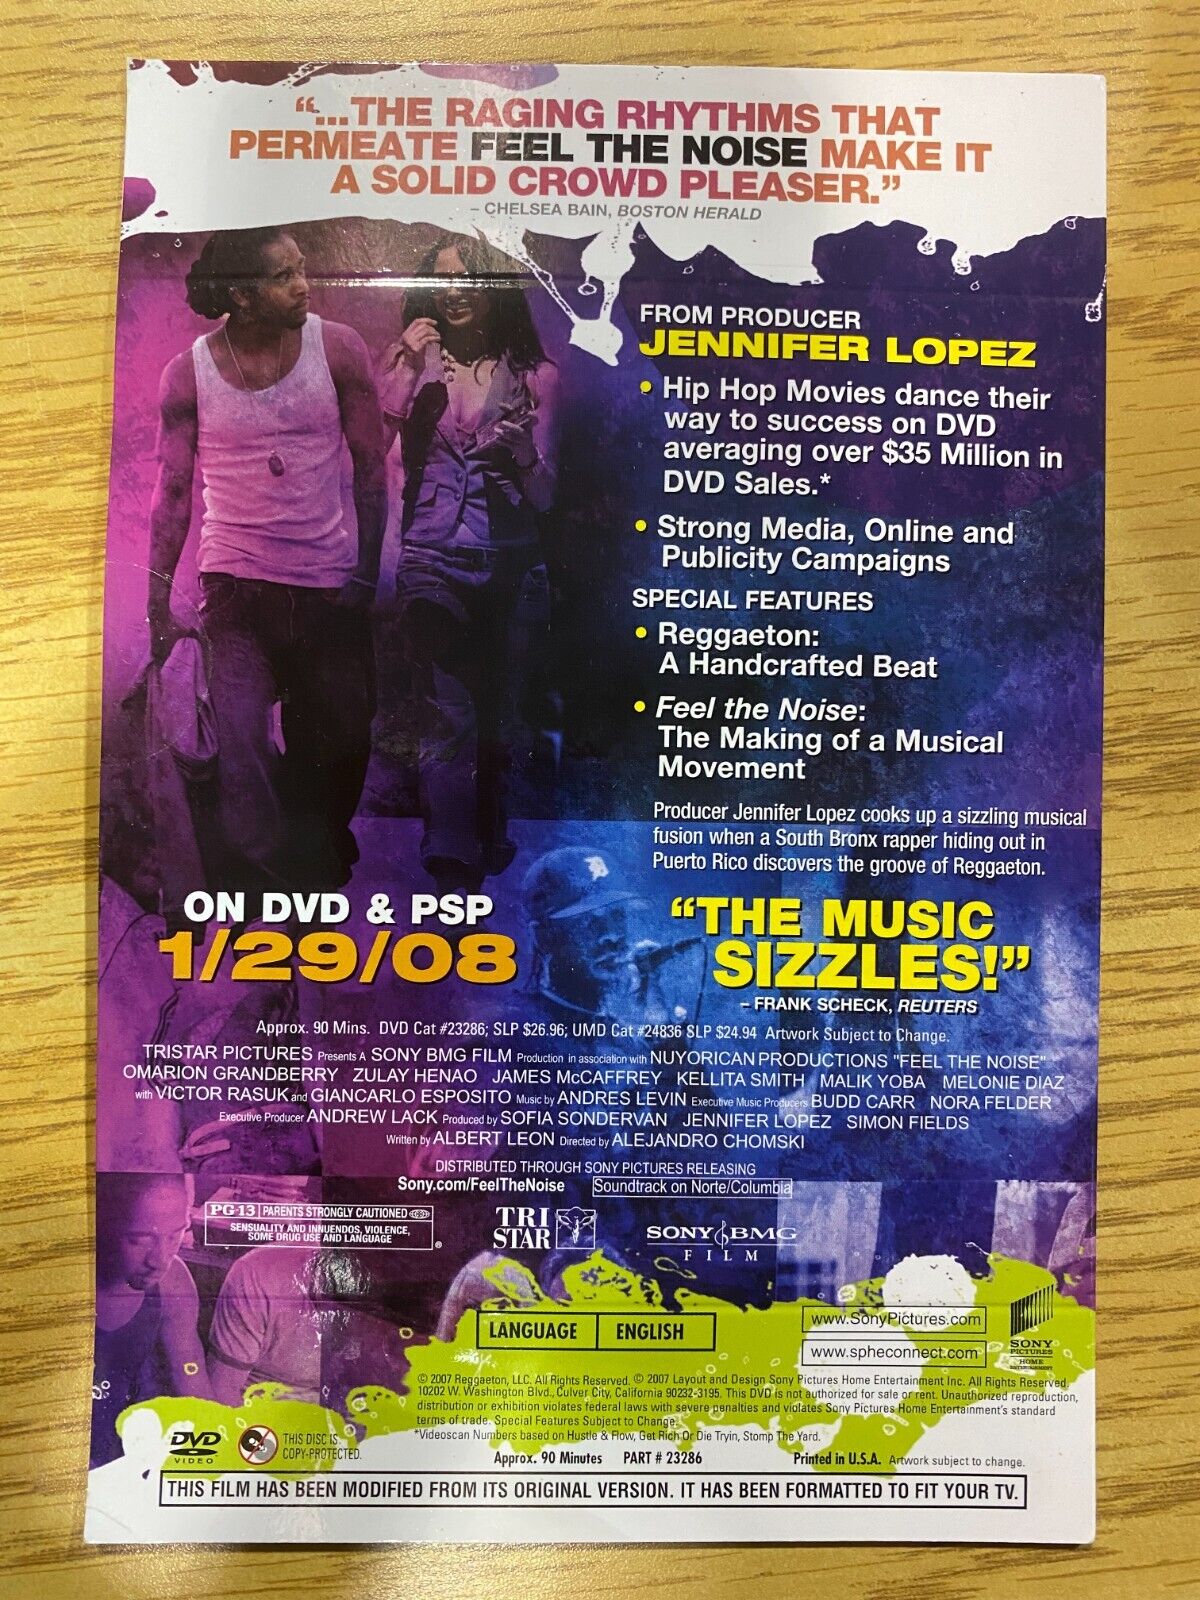 “...THE RAGING RHYTHMS THAT
PERMEATE FEEL THE NOISE MAKE IT
A SOLID CROWD PLEASER.”
– CHELSEA BAIN, BOSTON HERALD
FROM PRODUCER
JENNIFER LOPEZ
• Hip Hop Movies dance their
way to success on DVD
averaging over $35 Million in
DVD Sales.*
• Strong Media, Online and
Publicity Campaigns
SPECIAL FEATURES
• Reggaeton:
A Handcrafted Beat
• Feel the Noise:
The Making of a Musical
Movement
Producer Jennifer Lopez cooks up a sizzling musical
fusion when a South Bronx rapper hiding out in
Puerto Rico discovers the groove of Reggaeton.
ON DVD & PSP
1/29/08
“THE MUSIC
SIZZLES!”
– FRANK SCHECK, REUTERS
Approx. 90 Mins. DVD Cat #23286; SLP $26.96; UMD Cat #24836 SLP $24.94 Artwork Subject to Change.
TRISTAR PICTURES Presents A SONY BMG FILM Production in association with NUYORICAN PRODUCTIONS "FEEL THE NOISE"
OMARION GRANDBERRY ZULAY HENAO JAMES McCAFFREY KELLITA SMITH MALIK YOBA MELONIE DIAZ
with VICTOR RASUK and GIANCARLO ESPOSITO Music by ANDRES LEVIN Executive Music Producers BUDD CARR NORA FELDER
Executive Producer ANDREW LACK Produced by SOFIA SONDERVAN JENNIFER LOPEZ SIMON FIELDS
Written by ALBERT LEON Directed by ALEJANDRO CHOMSKI
DISTRIBUTED THROUGH SONY PICTURES RELEASING
Sony.com/FeelTheNoise Soundtrack on Norte/Columbia
PG-13 PARENTS STRONGLY CAUTIONED
SENSUALITY AND INNUENDOS, VIOLENCE,
SOME DRUG USE AND LANGUAGE
®
TRI
STAR
SONY BMG
FILM
LANGUAGE ENGLISH
www.SonyPictures.com
www.spheconnect.com
SONY
PICTURES
HOME
ENTERTAINMENT
© 2007 Reggaeton, LLC. All Rights Reserved. © 2007 Layout and Design Sony Pictures Home Entertainment Inc. All Rights Reserved.
10202 W. Washington Blvd., Culver City, California 90232-3195. This DVD is not authorized for sale or rent. Unauthorized reproduction,
distribution or exhibition violates federal laws with severe penalties and violates Sony Pictures Home Entertainment's standard
terms of trade. Special Features Subject to Change.
*Videoscan Numbers based on Hustle & Flow, Get Rich Or Die Tryin, Stomp The Yard.
DVD
VIDEO
THIS DISC IS
COPY-PROTECTED.
Approx. 90 Minutes PART # 23286 Printed in U.S.A. Artwork subject to change.
THIS FILM HAS BEEN MODIFIED FROM ITS ORIGINAL VERSION. IT HAS BEEN FORMATTED TO FIT YOUR TV.